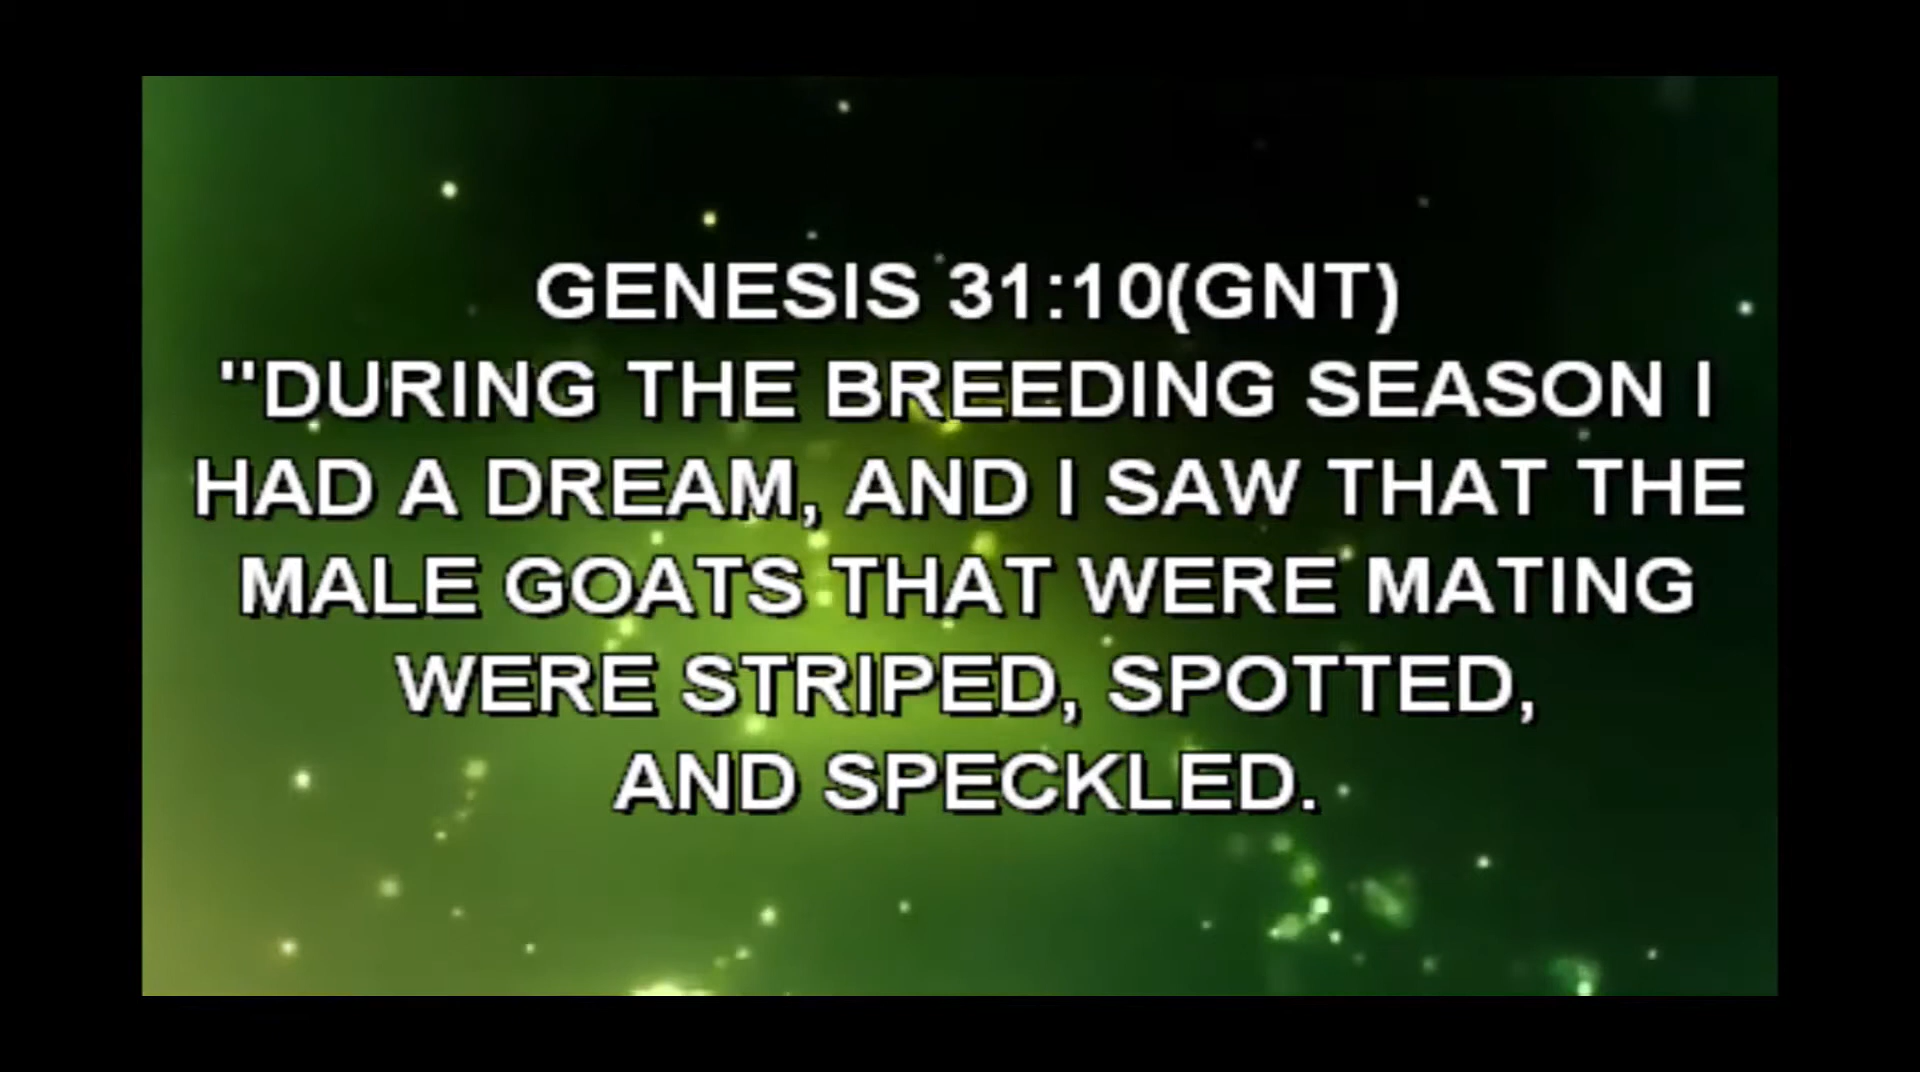 GENESIS 31:10(GNT)
"DURING THE BREEDING SEASON I
HAD A DREAM, AND I SAW THAT THE
MALE GOATS THAT WERE MATING
WERE STRIPED, SPOTTED,
AND SPECKLED.